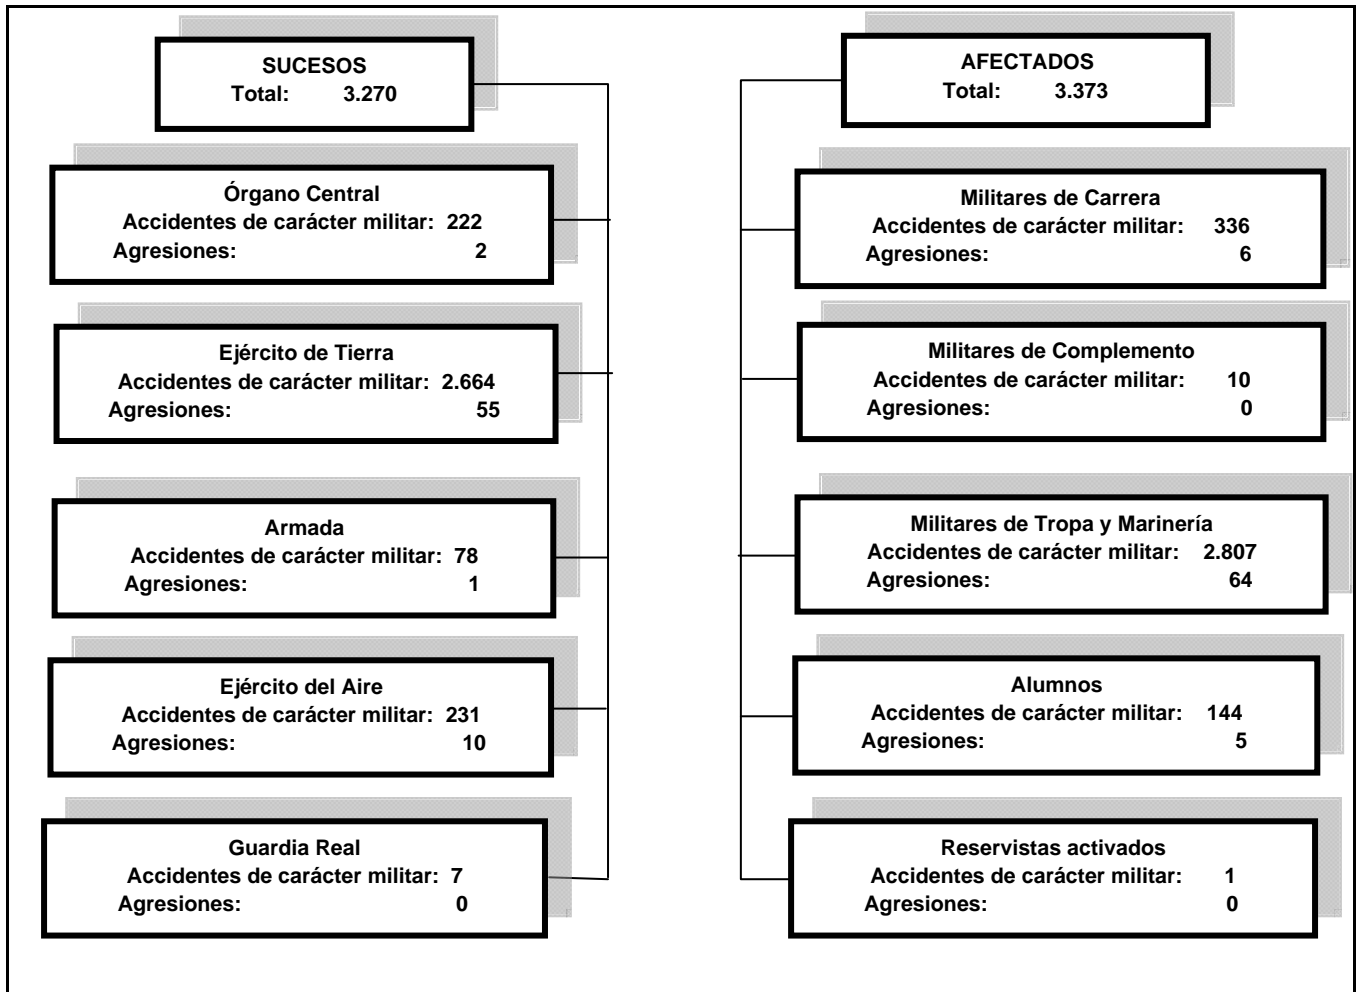 SUCESOS
Total: 3.270
Órgano Central
Accidentes de carácter militar: 222
Agresiones: 2
Ejército de Tierra
Accidentes de carácter militar: 2.664
Agresiones: 55
Armada
Accidentes de carácter militar: 78
Agresiones: 1
Ejército del Aire
Accidentes de carácter militar: 231
Agresiones: 10
Guardia Real
Accidentes de carácter militar: 7
Agresiones: 0
AFECTADOS
Total: 3.373
Militares de Carrera
Accidentes de carácter militar: 336
Agresiones: 6
Militares de Complemento
Accidentes de carácter militar: 10
Agresiones: 0
Militares de Tropa y Marinería
Accidentes de carácter militar: 2.807
Agresiones: 64
Alumnos
Accidentes de carácter militar: 144
Agresiones: 5
Reservistas activados
Accidentes de carácter militar: 1
Agresiones: 0